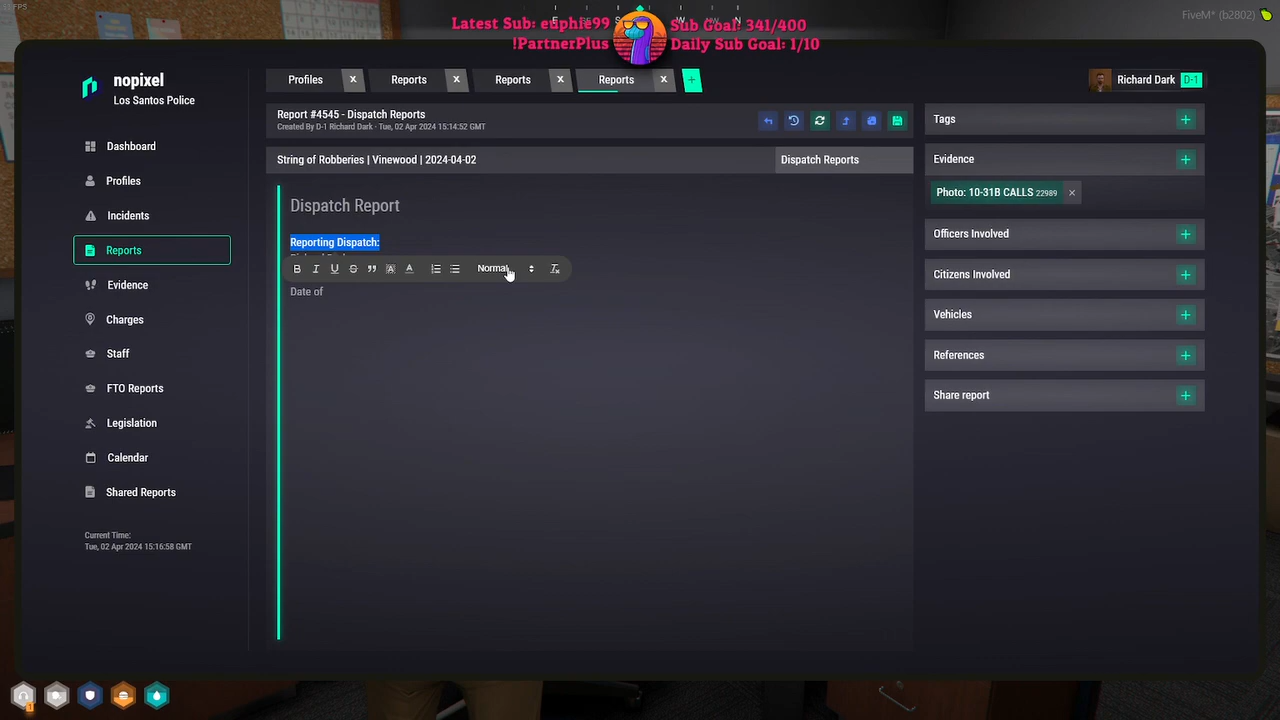 Latest Sub: euphie99
Sub Goal: 341/400
!PartnerPlus
Daily Sub Goal: 1/10
E
W
N
FiveM* (b2802)
nopixel
Los Santos Police
Profiles x
Reports x
Reports x
Reports x
+
Richard Dark D-1
Dashboard
Profiles
Incidents
Reports
Evidence
Charges
Staff
FTO Reports
Legislation
Calendar
Shared Reports
Current Time:
Tue, 02 Apr 2024 15:16:58 GMT
Report #4545 - Dispatch Reports
Created By D-1 Richard Dark - Tue, 02 Apr 2024 15:14:52 GMT
String of Robberies | Vinewood | 2024-04-02
Dispatch Reports
Dispatch Report
Reporting Dispatch:
B I U S
Normal
Date of
Tags +
Evidence +
Photo: 10-31B CALLS 22989 x
Officers Involved +
Citizens Involved +
Vehicles +
References +
Share report +